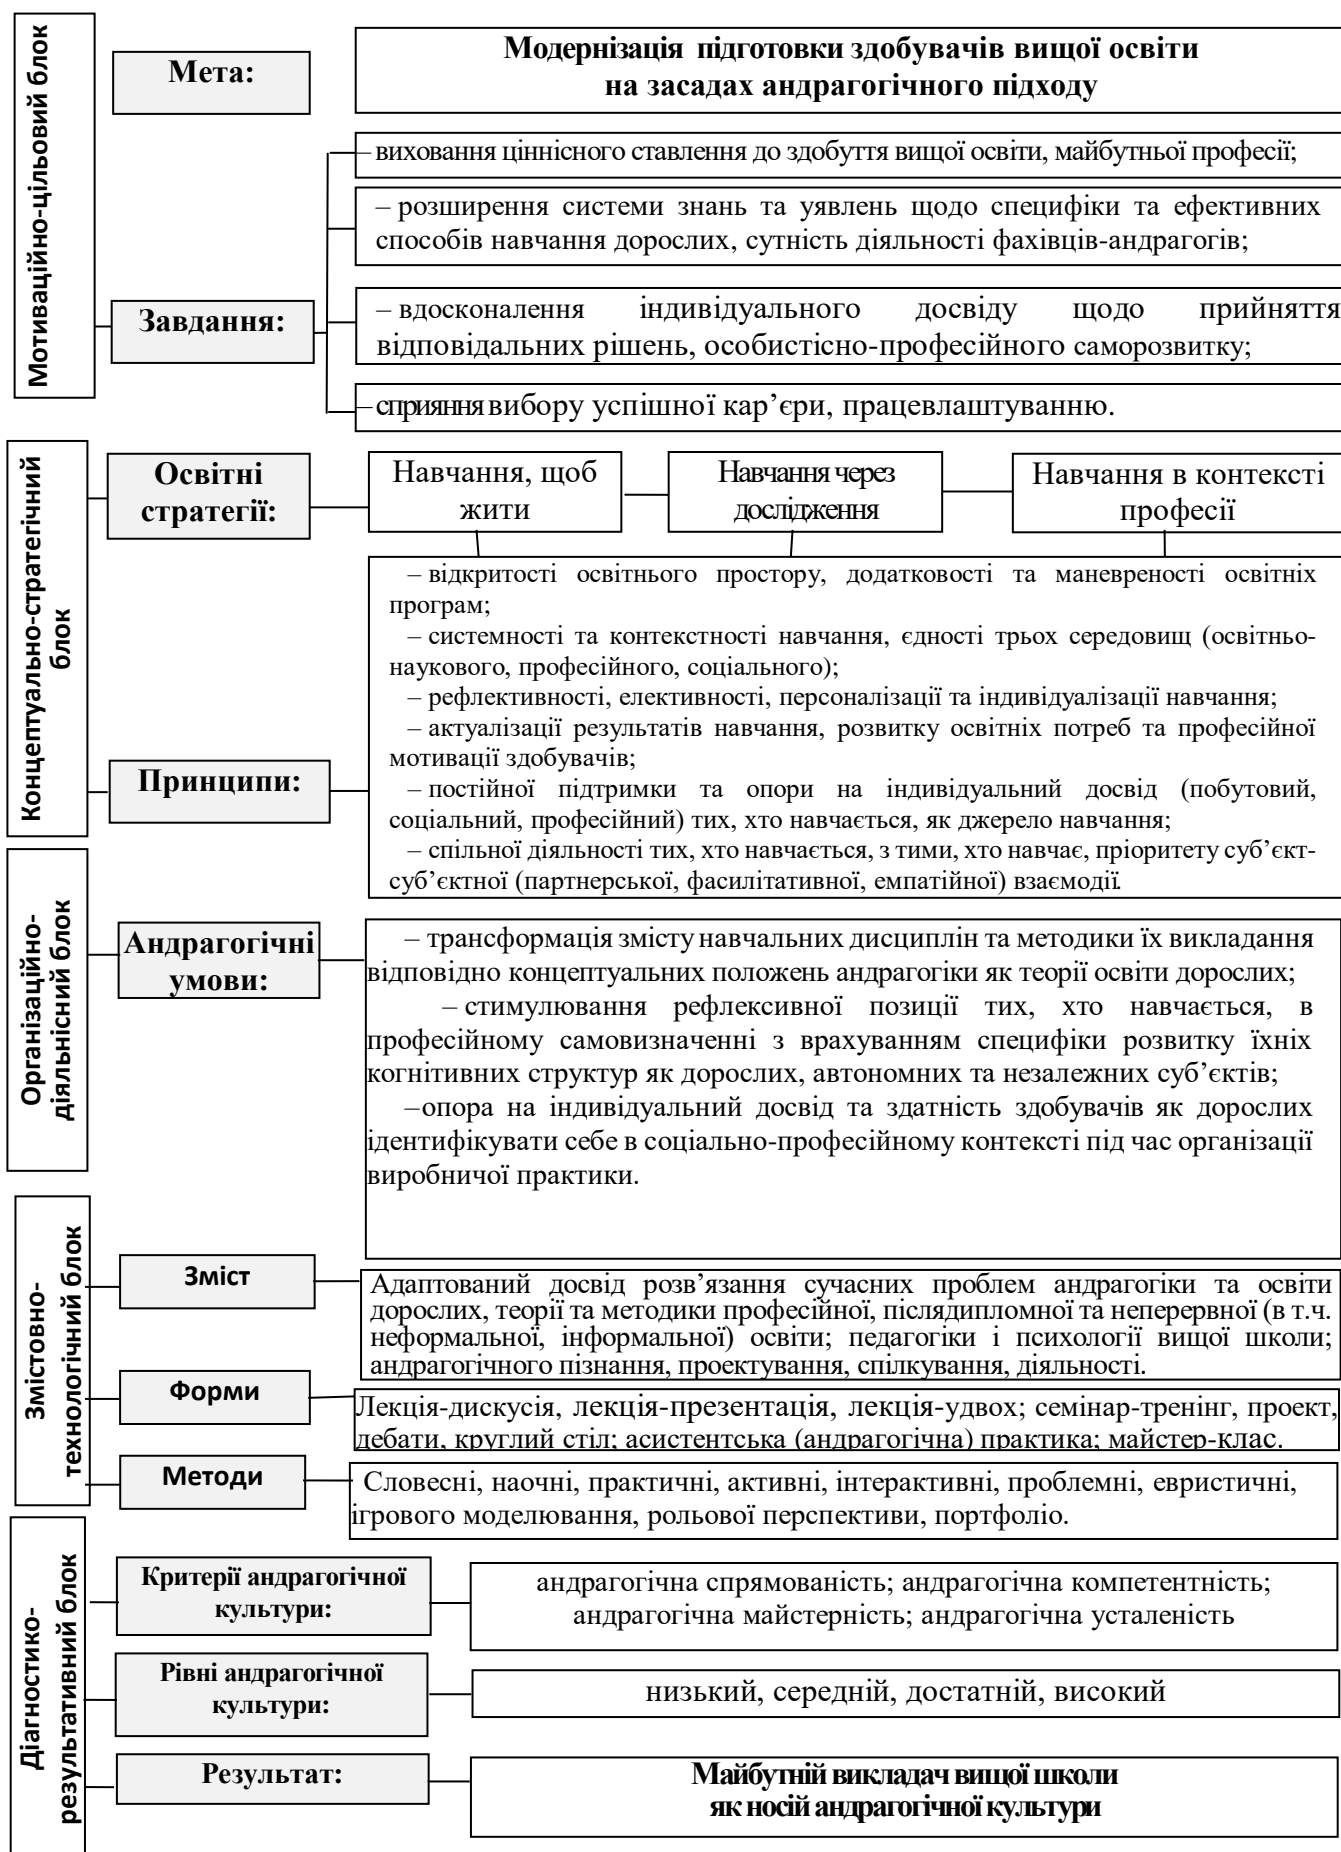 Мотиваційно-цільовий блок
Мета:
Модернізація підготовки здобувачів вищої освіти
на засадах андрагогічного підходу
Завдання:
– виховання ціннісного ставлення до здобуття вищої освіти, майбутньої професії;
– розширення системи знань та уявлень щодо специфіки та ефективних
способів навчання дорослих, сутність діяльності фахівців-андрагогів;
– вдосконалення індивідуального досвіду щодо прийняття
відповідальних рішень, особистісно-професійного саморозвитку;
– сприяння вибору успішної кар’єри, працевлаштуванню.
Концептуально-стратегічний
блок
Освітні
стратегії:
Навчання, щоб
жити
Навчання через
дослідження
Навчання в контексті
професії
Принципи:
– відкритості освітнього простору, додатковості та маневреності освітніх
програм;
– системності та контекстності навчання, єдності трьох середовищ (освітньо-
наукового, професійного, соціального);
– рефлективності, елективності, персоналізації та індивідуалізації навчання;
– актуалізації результатів навчання, розвитку освітніх потреб та професійної
мотивації здобувачів;
– постійної підтримки та опори на індивідуальний досвід (побутовий,
соціальний, професійний) тих, хто навчається, як джерело навчання;
– спільної діяльності тих, хто навчається, з тими, хто навчає, пріоритету суб’єкт-
суб’єктної (партнерської, фасилітативної, емпатійної) взаємодії.
Організаційно-
діяльнісний блок
Андрагогічні
умови:
– трансформація змісту навчальних дисциплін та методики їх викладання
відповідно концептуальних положень андрагогіки як теорії освіти дорослих;
– стимулювання рефлексивної позиції тих, хто навчається, в
професійному самовизначенні з врахуванням специфіки розвитку їхніх
когнітивних структур як дорослих, автономних та незалежних суб’єктів;
–опора на індивідуальний досвід та здатність здобувачів як дорослих
ідентифікувати себе в соціально-професійному контексті під час організації
виробничої практики.
Змістовно-
технологічний блок
Зміст
Адаптований досвід розв’язання сучасних проблем андрагогіки та освіти
дорослих, теорії та методики професійної, післядипломної та неперервної (в т.ч.
неформальної, інформальної) освіти; педагогіки і психології вищої школи;
андрагогічного пізнання, проектування, спілкування, діяльності.
Форми
Лекція-дискусія, лекція-презентація, лекція-удвох; семінар-тренінг, проект,
дебати, круглий стіл; асистентська (андрагогічна) практика; майстер-клас.
Методи
Словесні, наочні, практичні, активні, інтерактивні, проблемні, евристичні,
ігрового моделювання, рольової перспективи, портфоліо.
Діагностико-
результативний блок
Критерії андрагогічної
культури:
андрагогічна спрямованість; андрагогічна компетентність;
андрагогічна майстерність; андрагогічна усталеність
Рівні андрагогічної
культури:
низький, середній, достатній, високий
Результат:
Майбутній викладач вищої школи
як носій андрагогічної культури